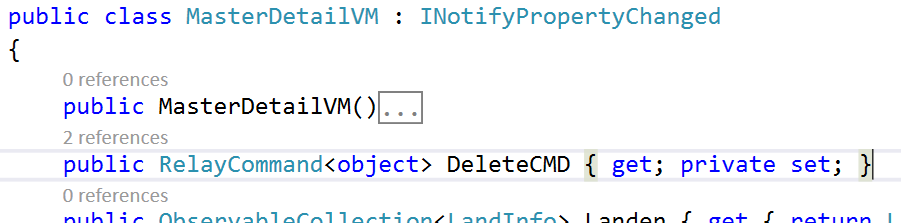 public class MasterDetailVM : INotifyPropertyChanged
{
0 references
public MasterDetailVM()...
2 references
public RelayCommand<object> DeleteCMD { get; private set; }
0 references
public ObservableCollection<LandInfo> Landen { get { return L